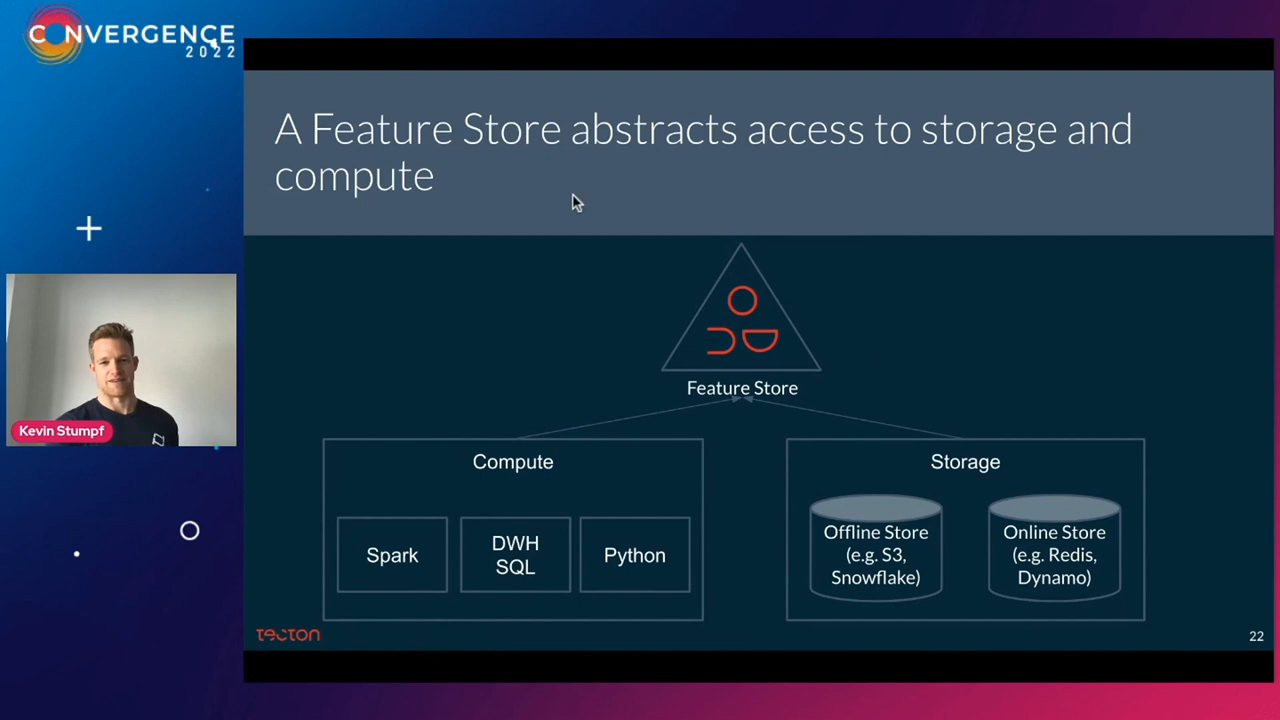 CONVERGENCE
2022
A Feature Store abstracts access to storage and
compute
Feature Store
Compute
Spark
DWH
SQL
Python
Storage
Offline Store
(e.g. S3,
Snowflake)
Online Store
(e.g. Redis,
Dynamo)
Kevin Stumpf
tecton
22